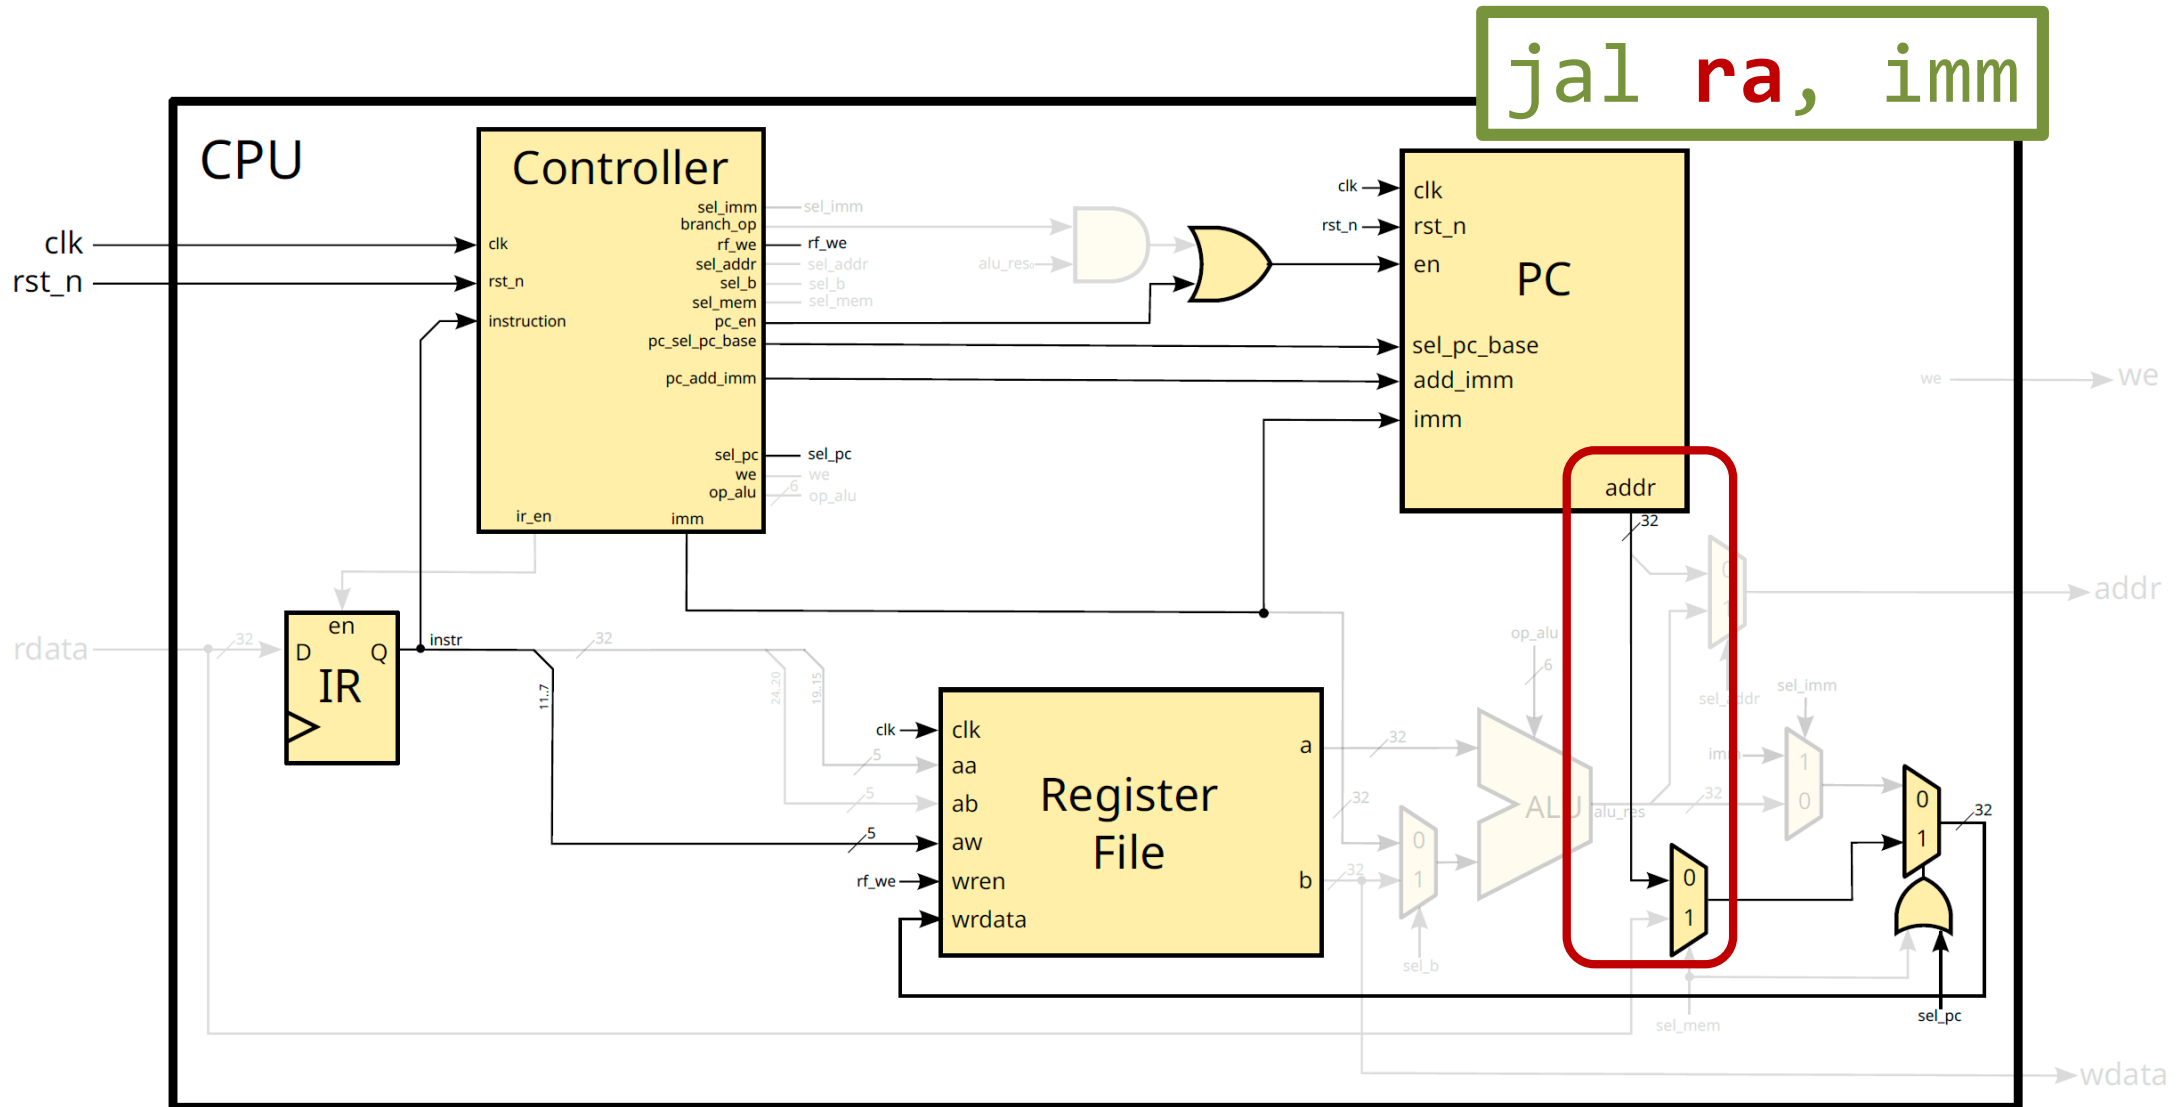 jal ra, imm
CPU
Controller
sel_imm
branch_op
rf_we
sel_addr
sel_b
sel_mem
pc_en
pc_sel_pc_base
pc_add_imm
sel_pc
we
op_alu
clk
rst_n
instruction
ir_en
imm
sel_imm
rf_we
sel_addr
sel_b
sel_mem
sel_pc
we
6
op_alu
clk
rst_n
alu_res₀
clk
rst_n
clk
rst_n
en
PC
sel_pc_base
add_imm
imm
addr
32
we
we
0
1
addr
sel_addr
rdata
32
en
D
Q
IR
instr
32
11..7
24..20
19..15
5
5
5
clk
rf_we
clk
aa
ab
aw
wren
wrdata
Register
File
a
b
32
32
32
0
1
sel_b
op_alu
6
ALU
alu_res
32
sel_imm
imm
1
0
0
1
sel_mem
0
1
32
sel_pc
wdata